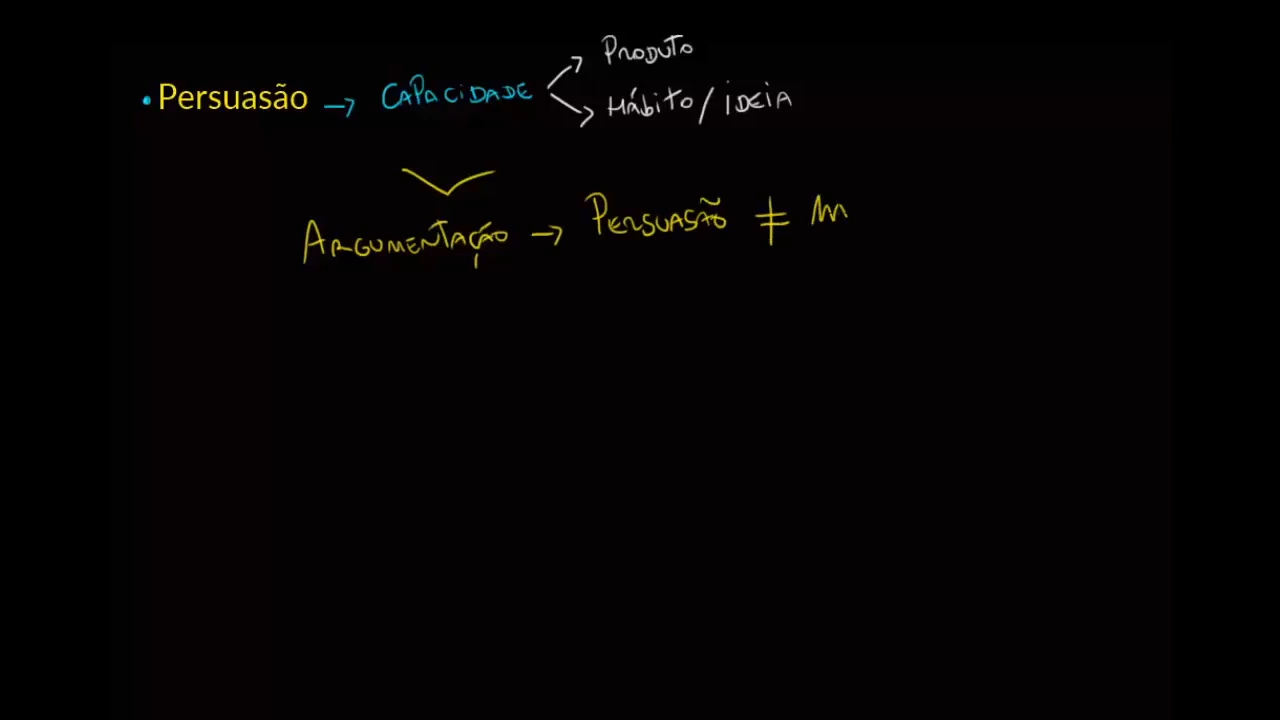 PRODUTO
• Persuasão → CAPACIDADE
HÁBITO / IDEIA
ARGUMENTAÇÃO → PERSUASÃO ≠ M